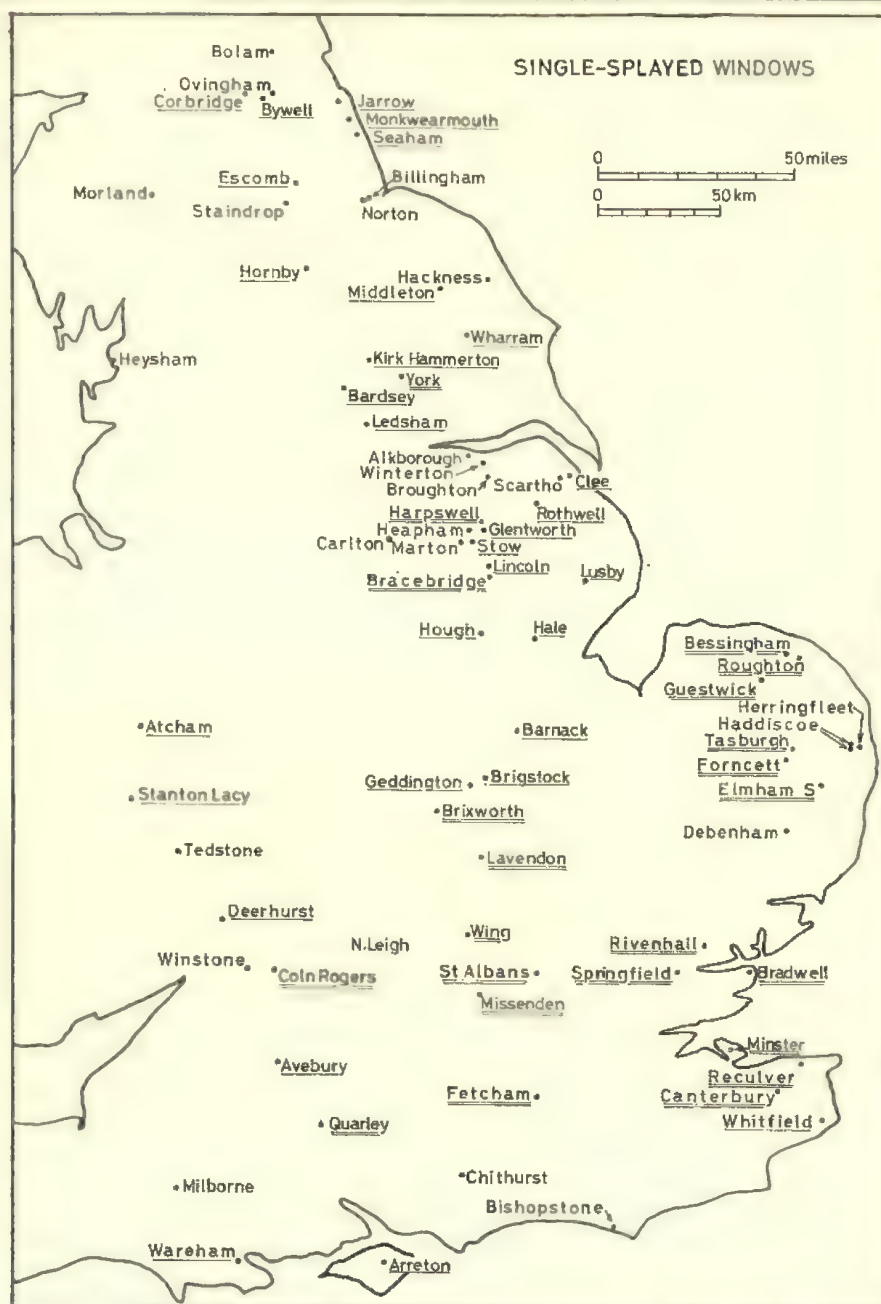 SINGLE-SPLAYED WINDOWS
0 50 miles
0 50 km
Bolam
Ovingham
Corbridge
Bywell
Jarrow
Monkwearmouth
Seaham
Escomb
Billingham
Morland
Staindrop
Norton
Hornby
Hackness
Middleton
Wharram
Heysham
Kirk Hammerton
York
Bardsey
Ledsham
Alkborough
Winterton
Broughton
Scartho
Clee
Harpswell
Rothwell
Heapham
Glentworth
Carlton
Marton
Stow
Lincoln
Bracebridge
Lusby
Hough
Hale
Bessingham
Roughton
Guestwick
Herringfleet
Haddiscoe
Tasburgh
Atcham
Barnack
Forncett
Geddington
Brigstock
Elmham S
Stanton Lacy
Brixworth
Debenham
Tedstone
Lavendon
Deerhurst
Wing
N.Leigh
Rivenhall
Winstone
Coln Rogers
St Albans
Springfield
Bradwell
Missenden
Minster
Avebury
Reculver
Fetcham
Canterbury
Quarley
Whitfield
Milborne
Chithurst
Bishopstone
Wareham
Arreton